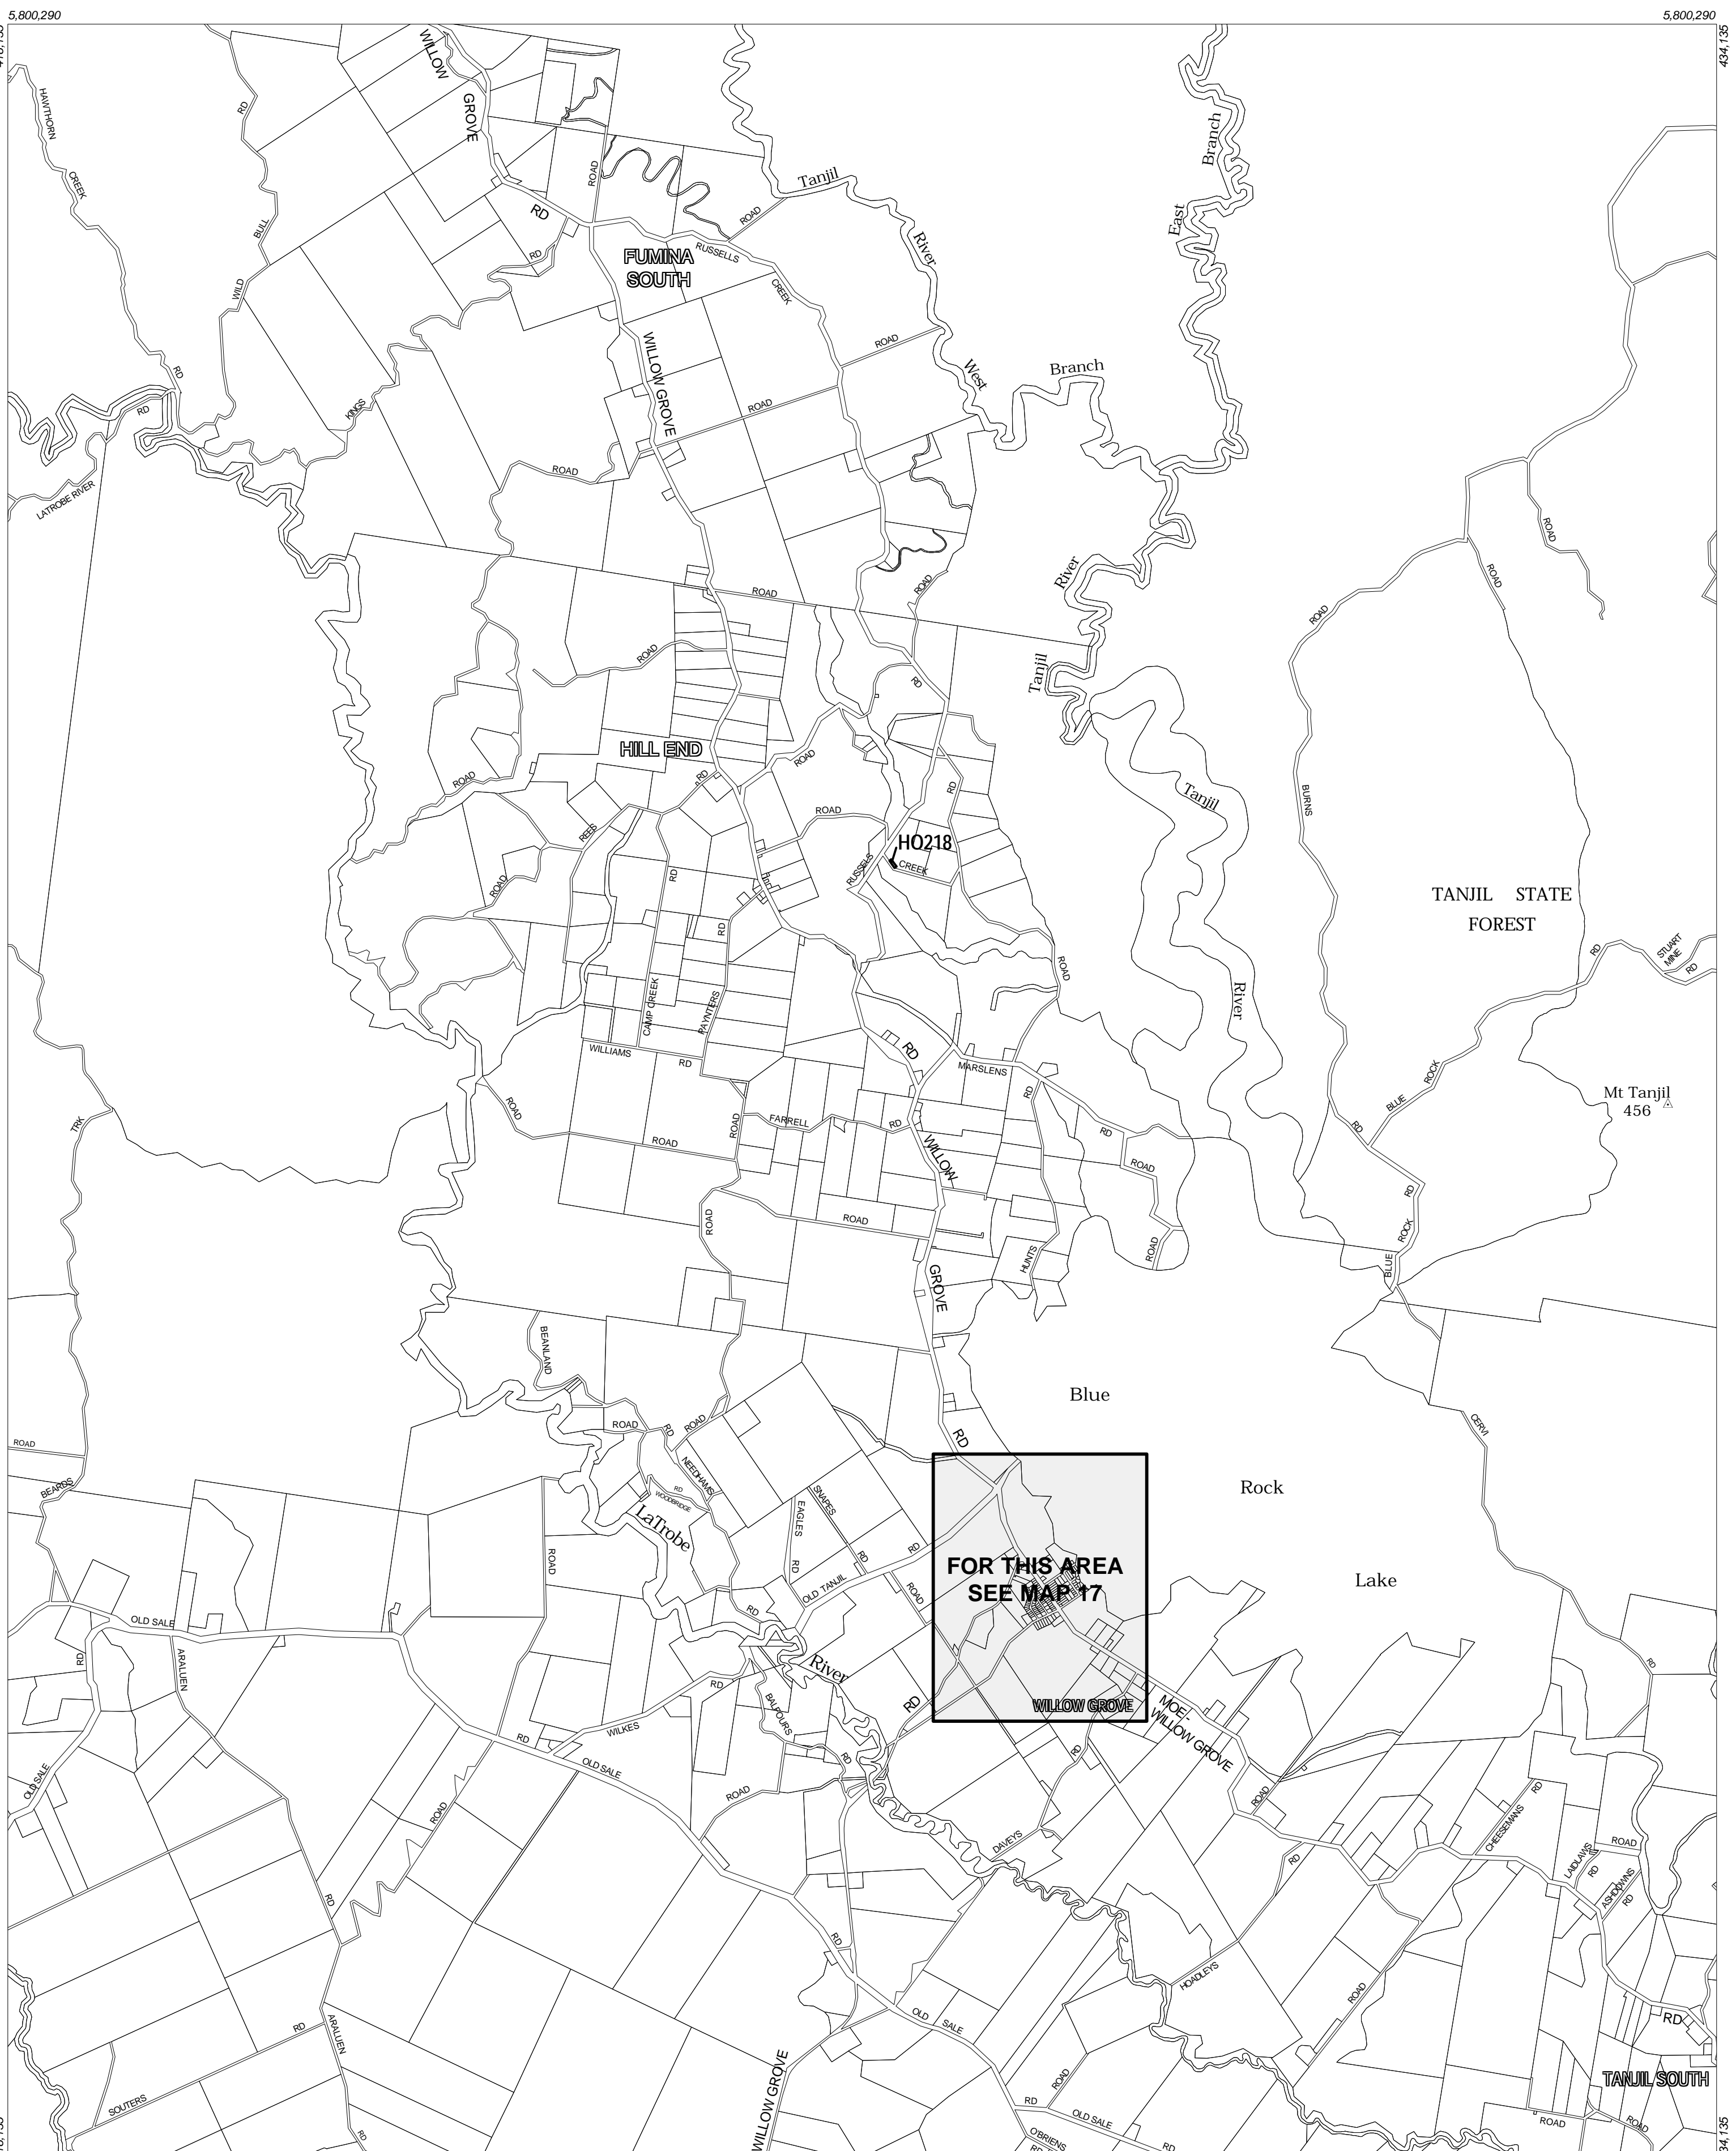 5,800,290
5,800,290
434,135
WILLOW
GROVE
RD
HAWTHORN
CREEK
RD
RD
BULL
WILD
ROAD
Tanjil
River
West
Branch
East
Branch
ROAD
RD
FUMINA
SOUTH
RUSSELLS
CREEK
ROAD
WILLOW GROVE
ROAD
KINGS
RD
LATROBE RIVER
ROAD
ROAD
ROAD
ROAD
ROAD
ROAD
River
Tanjil
ROAD
ROAD
RD
HILL END
ROAD
RD
ROAD
ROAD
RD
Tanjil
River
BURNS
REES
ROAD
HO218
RUSSELS
CREEK
ROAD
RD
RD
TANJIL STATE
FOREST
STUART
MINE
RD
RD
ROAD
CAMP CREEK
PAYNTERS
WILLIAMS
RD
RD
MARSLENS
RD
BLUE
ROCK
RD
Mt Tanjil
456
TRK
ROAD
ROAD
ROAD
FARRELL
RD
WILLOW
RD
ROAD
ROAD
ROAD
ROAD
HUNTS
GROVE
RD
ROCK
BLUE
BEANLAND
Blue
Rock
Lake
CERVI
RD
ROAD
BEARDS
ROAD
RD
ROAD
NEEDHAMS
RD
WOODBRIDGE
LaTrobe
EAGLES
RD
SNAPES
RD
RD
OLD TANJIL
ROAD
RD
FOR THIS AREA
SEE MAP 17
WILLOW GROVE
ROAD
OLD SALE
RD
ARALUEN
RD
River
RD
MOE -
WILLOW GROVE
RD
WILKES
BALFOURS
RD
RD
OLD SALE
OLD SALE
ROAD
ROAD
DAVEYS
ROAD
RD
CHEESEMANS
RD
LAIDLAWS
RD
ROAD
ASHDOWNS
RD
RD
RD
HOADLEYS
ROAD
RD
OLD SALE
ARALUEN
RD
SOUTERS
RD
WILLOW GROVE
ROAD
RD
OLD SALE
O'BRIENS
RD
TANJIL SOUTH
ROAD
ROAD